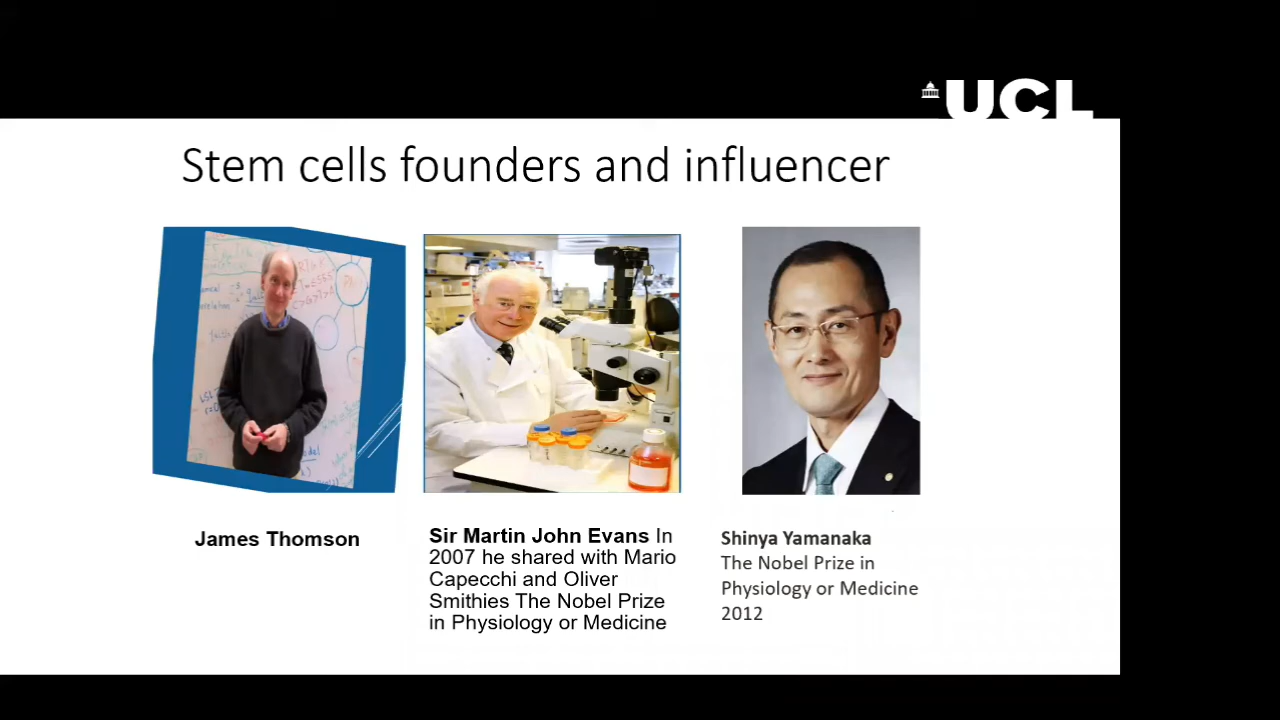 UCL
Stem cells founders and influencer
James Thomson
Sir Martin John Evans In
2007 he shared with Mario
Capecchi and Oliver
Smithies The Nobel Prize
in Physiology or Medicine
Shinya Yamanaka
The Nobel Prize in
Physiology or Medicine
2012